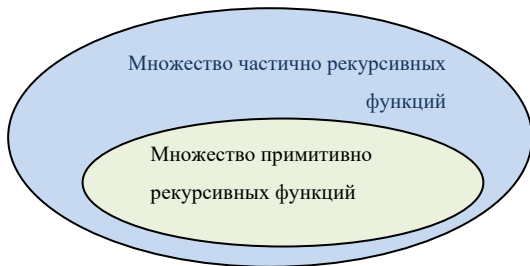 Множество частично рекурсивных
функций
Множество примитивно
рекурсивных функций